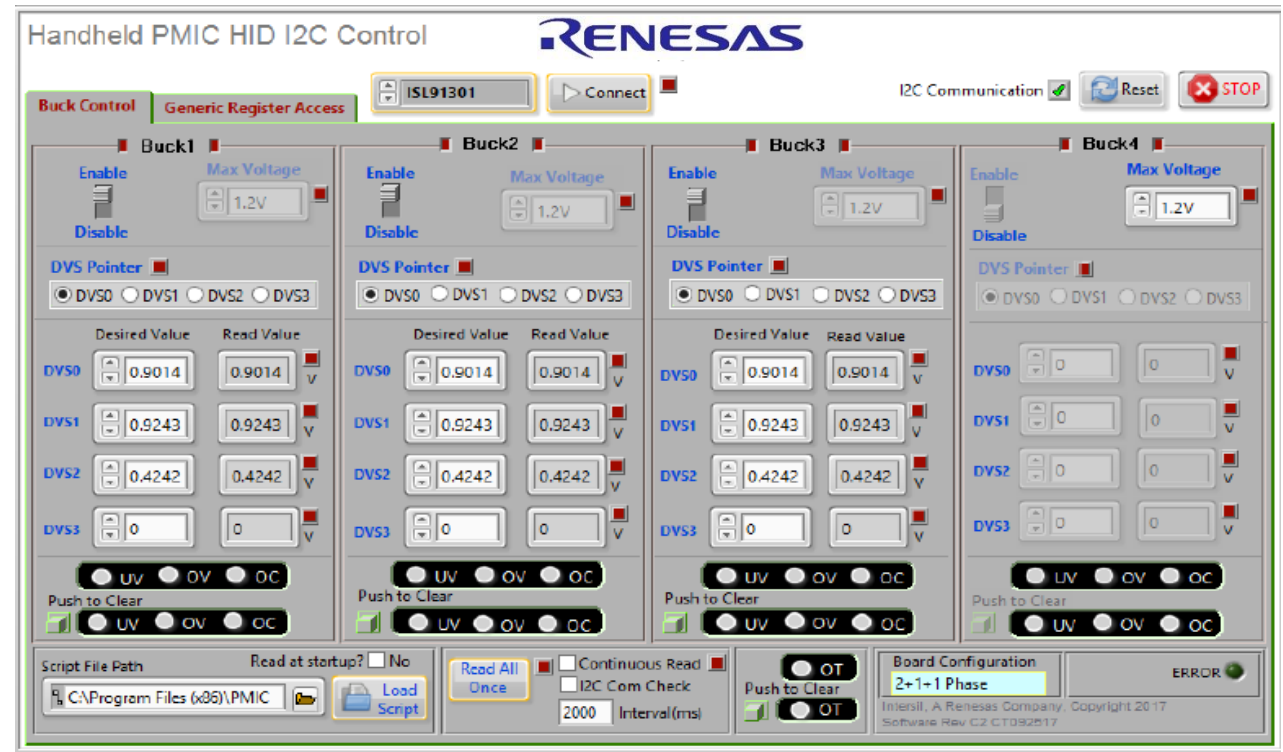 Handheld PMIC HID I2C Control
RENESAS
ISL91301 Connect I2C Communication Reset STOP
Buck Control Generic Register Access
Buck1 Buck2 Buck3 Buck4
Enable Max Voltage Enable Max Voltage Enable Max Voltage Enable Max Voltage
1.2V 1.2V 1.2V 1.2V
Disable Disable Disable Disable
DVS Pointer DVS Pointer DVS Pointer DVS Pointer
DVS0 DVS1 DVS2 DVS3 DVS0 DVS1 DVS2 DVS3 DVS0 DVS1 DVS2 DVS3 DVS0 DVS1 DVS2 DVS3
Desired Value Read Value Desired Value Read Value Desired Value Read Value
DVS0 0.9014 0.9014 V DVS0 0.9014 0.9014 V DVS0 0.9014 0.9014 V DVS0 0 0 V
DVS1 0.9243 0.9243 V DVS1 0.9243 0.9243 V DVS1 0.9243 0.9243 V DVS1 0 0 V
DVS2 0.4242 0.4242 V DVS2 0.4242 0.4242 V DVS2 0.4242 0.4242 V DVS2 0 0 V
DVS3 0 0 V DVS3 0 0 V DVS3 0 0 V DVS3 0 0 V
UV OV OC UV OV OC UV OV OC UV OV OC
Push to Clear Push to Clear Push to Clear Push to Clear
UV OV OC UV OV OC UV OV OC UV OV OC
Script File Path Read at startup? No
C:\Program Files (x86)\PMIC Load
Script
Read All
Once
Continuous Read
I2C Com Check
2000 Interval(ms)
OT
Push to Clear
OT
Board Configuration
2+1+1 Phase
ERROR
Intersil, A Renesas Company, Copyright 2017
Software Rev C2 CT092617